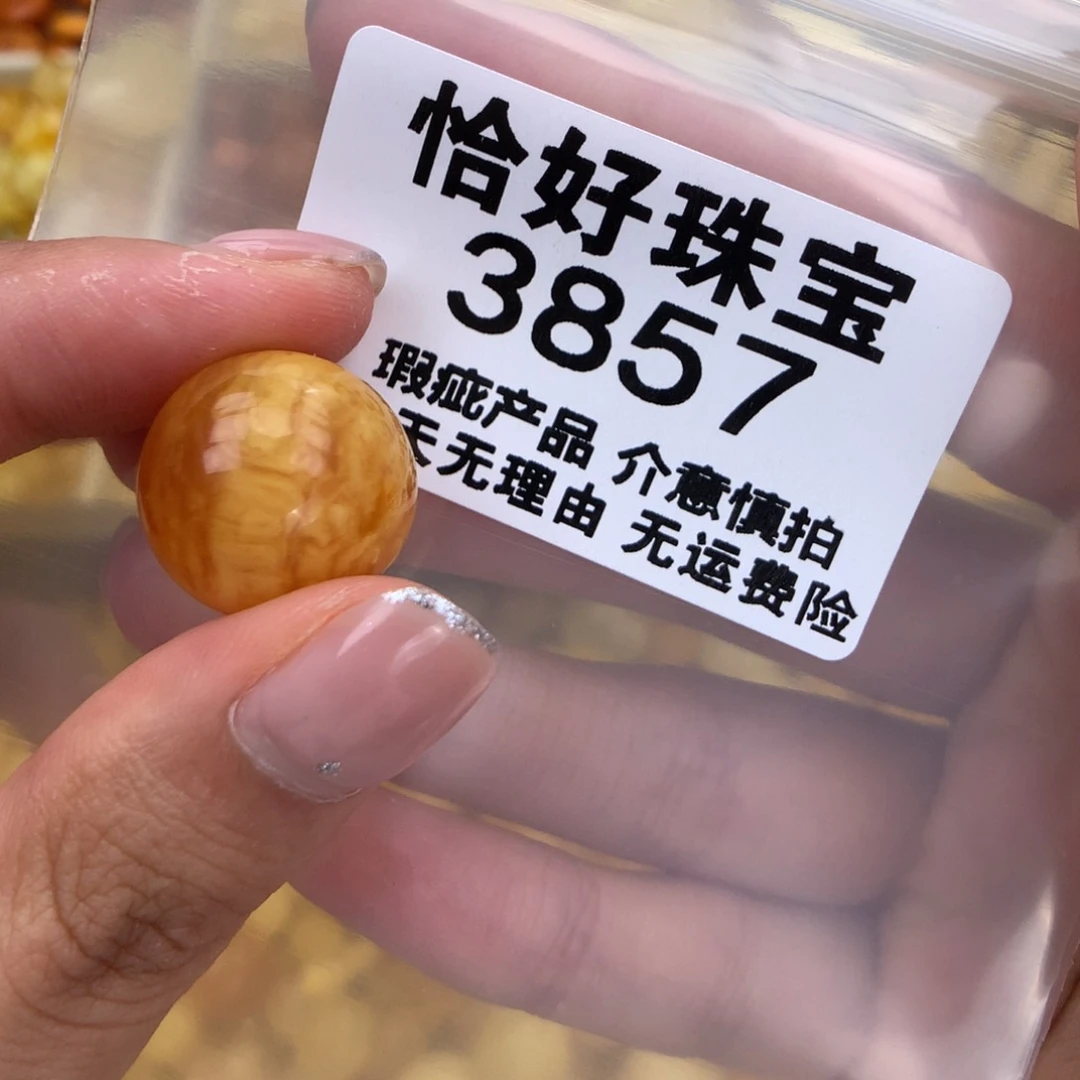 恰好珠宝
3857
瑕疵产品 介意慎拍
天无理由 无运费险